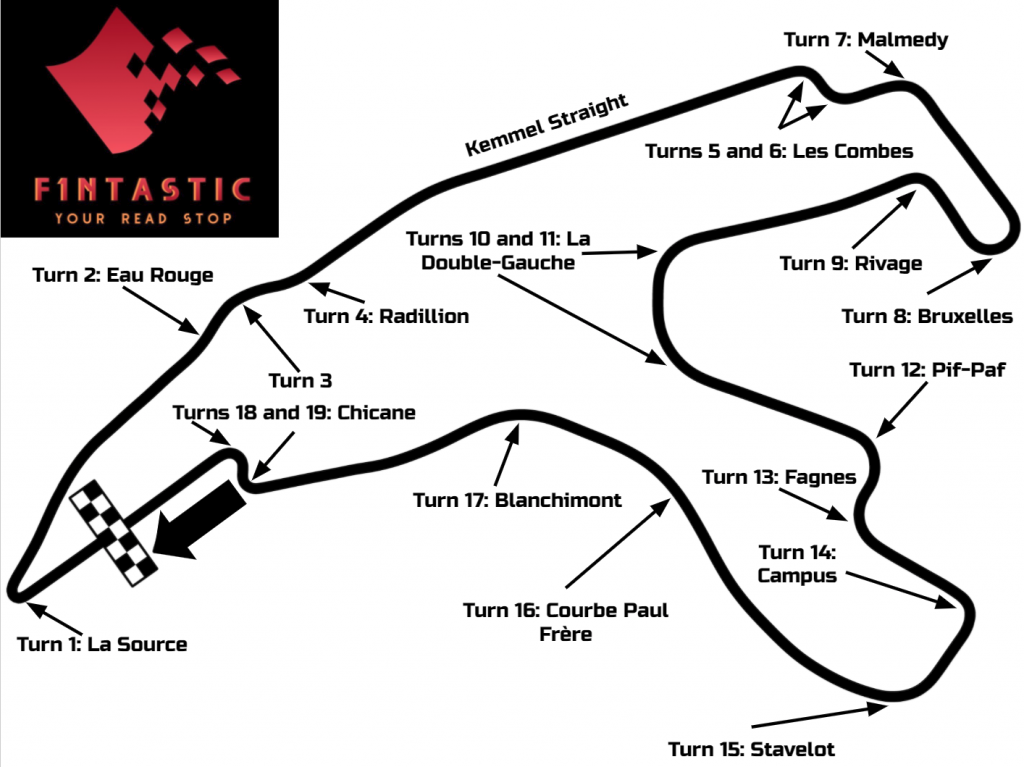 F1NTASTIC
YOUR READ STOP
Turn 7: Malmedy
Kemmel Straight
Turns 5 and 6: Les Combes
Turns 10 and 11: La
Double-Gauche
Turn 9: Rivage
Turn 2: Eau Rouge
Turn 4: Radillion
Turn 8: Bruxelles
Turn 3
Turn 12: Pif-Paf
Turns 18 and 19: Chicane
Turn 13: Fagnes
Turn 17: Blanchimont
Turn 14:
Campus
Turn 16: Courbe Paul
Frère
Turn 1: La Source
Turn 15: Stavelot